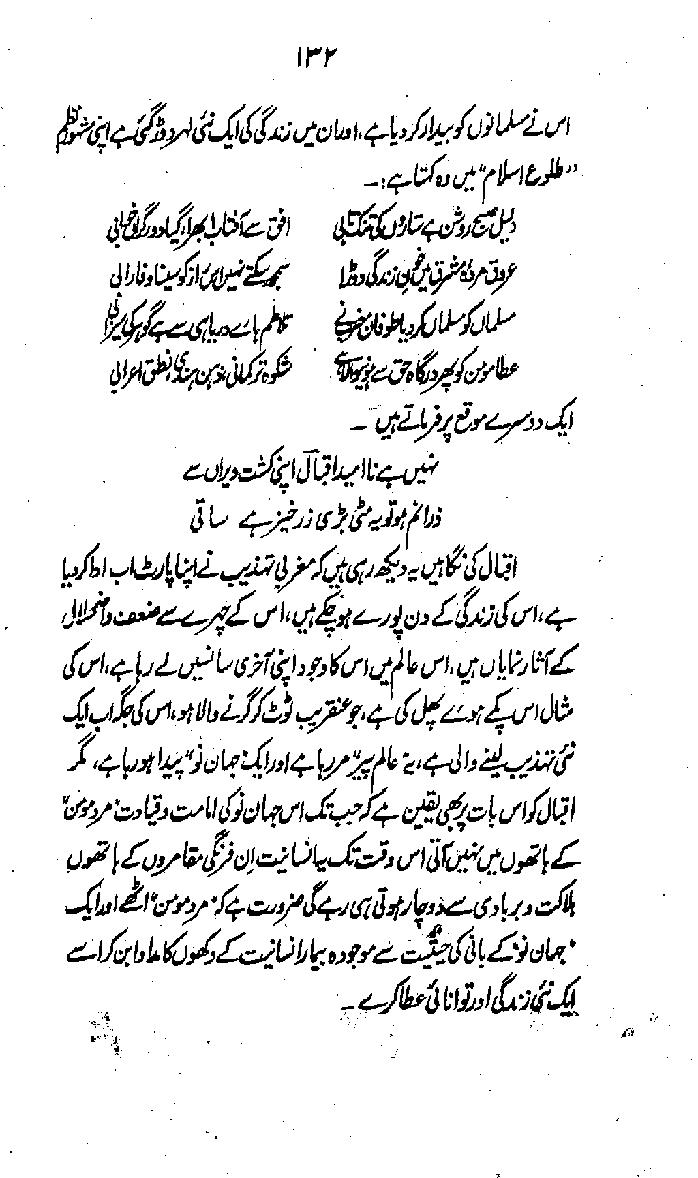 ۱۳۲
اس نے مسلمانوں کو بیدار کر دیا ہے، اور ان میں زندگی کی ایک نئی لہر دوڑ گئی ہے اپنی مشہور نظم
“طلوع اسلام” میں وہ کہتا ہے:۔
دلیل صبح روشن ہے ستاروں کی تنک تابی افق سے آفتاب ابھرا، گیا دور گراں خوابی
عروق مردۂ مشرق میں خون زندگی دوڑا سمجھ سکتے نہیں اس راز کو سینا و فارابی
مسلماں کو مسلماں کر دیا طوفان مغرب نے تلاطم ہائے دریا ہی سے ہے گوہر کی سیرابی
عطا مومن کو پھر درگاہ حق سے ہونیوالا ہے شکوہ ترکمانی، ذہن ہندی، نطق اعرابی
ایک دوسرے موقع پر فرماتے ہیں ۔
نہیں ہے ناامید اقبالؔ اپنی کشت ویراں سے
ذرا نم ہو تو یہ مٹی بڑی زرخیز ہے ساقی
اقبال کی نگاہیں یہ دیکھ رہی ہیں کہ مغربی تہذیب نے اپنا پارٹ اب ادا کر دیا
ہے، اس کی زندگی کے دن پورے ہو چکے ہیں، اس کے چہرے سے ضعف و اضمحلال
کے آثار نمایاں ہیں، اس عالم میں اس کا وجود اپنی آخری سانسیں لے رہا ہے، اس کی
مثال اس پکے ہوئے پھل کی ہے، جو عنقریب ٹوٹ کر گرنے والا ہو، اس کی جگہ اب ایک
نئی تہذیب لینے والی ہے، یہ عالم پیر” مر رہا ہے اور ایک “جہان نو” پیدا ہو رہا ہے، مگر
اقبال کو اس بات پر بھی یقین ہے کہ جب تک اس جہان نو کی امامت و قیادت “مرد مومن”
کے ہاتھوں میں نہیں آتی اس وقت تک یہ انسانیت ان فرنگی مقامروں کے ہاتھوں
ہلاکت و بربادی سے دوچار ہوتی ہی رہے گی ضرورت ہے کہ “مرد مومن” اٹھے اور ایک
“جہان نو” کے بانی کی حیثیت سے موجودہ بیمار انسانیت کے دکھوں کا مداوا بن کر اسے
ایک نئی زندگی اور توانائی عطا کرے ۔